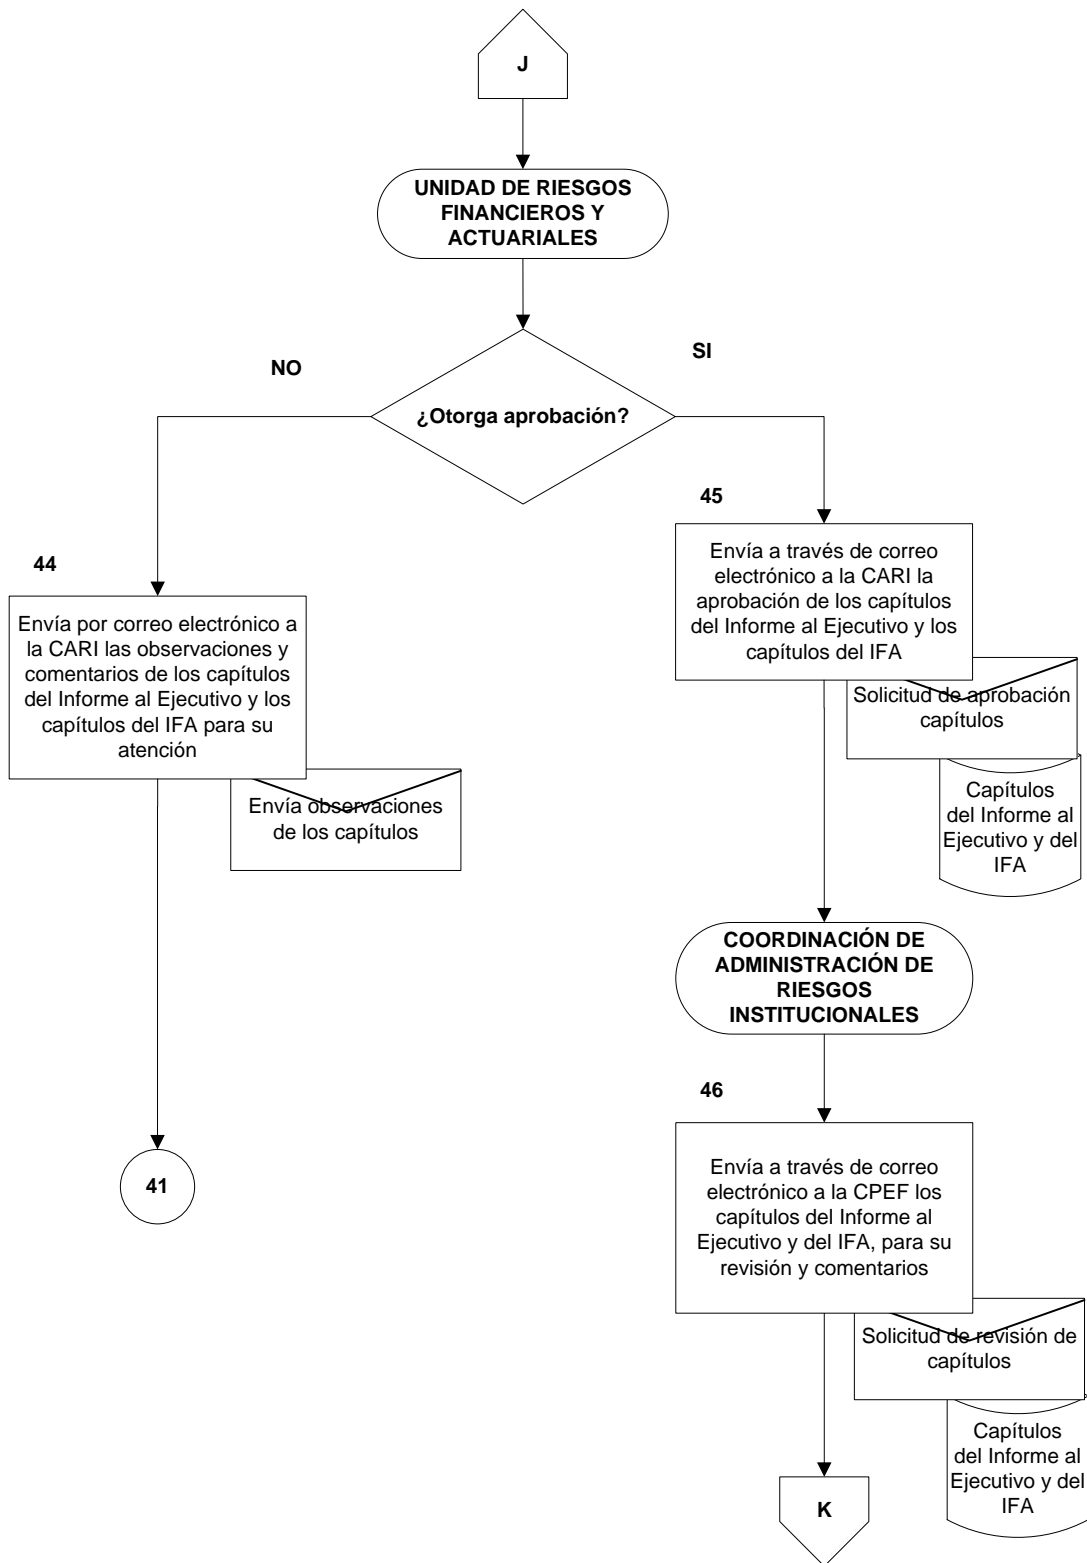 J
UNIDAD DE RIESGOS
FINANCIEROS Y
ACTUARIALES
NO
SI
¿Otorga aprobación?
45
Envía a través de correo
electrónico a la CARI la
aprobación de los capítulos
del Informe al Ejecutivo y los
capítulos del IFA
Solicitud de aprobación
capítulos
Capítulos
del Informe al
Ejecutivo y del
IFA
44
Envía por correo electrónico a
la CARI las observaciones y
comentarios de los capítulos
del Informe al Ejecutivo y los
capítulos del IFA para su
atención
Envía observaciones
de los capítulos
41
COORDINACIÓN DE
ADMINISTRACIÓN DE
RIESGOS
INSTITUCIONALES
46
Envía a través de correo
electrónico a la CPEF los
capítulos del Informe al
Ejecutivo y del IFA, para su
revisión y comentarios
Solicitud de revisión de
capítulos
Capítulos
del Informe al
Ejecutivo y del
IFA
K